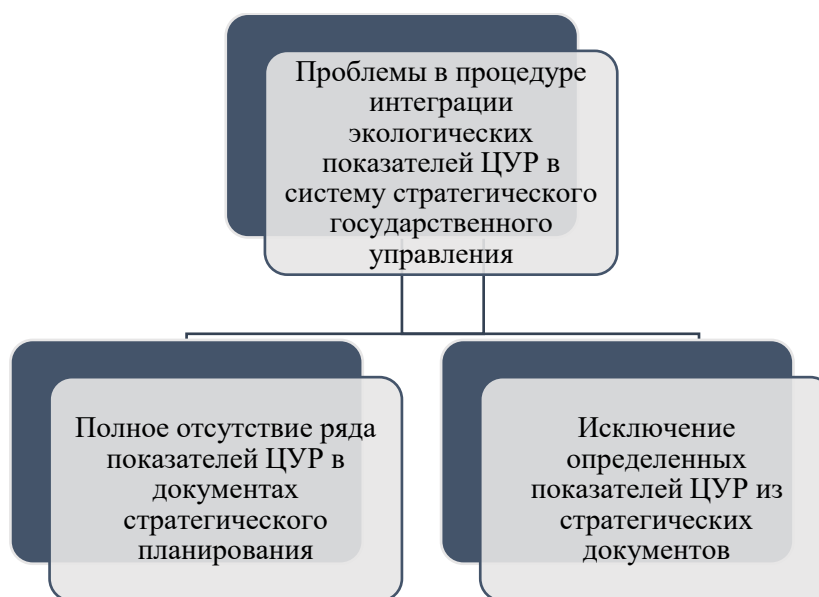 Проблемы в процедуре
интеграции
экологических
показателей ЦУР в
систему стратегического
государственного
управления
Полное отсутствие ряда
показателей ЦУР в
документах
стратегического
планирования
Исключение
определенных
показателей ЦУР из
стратегических
документов